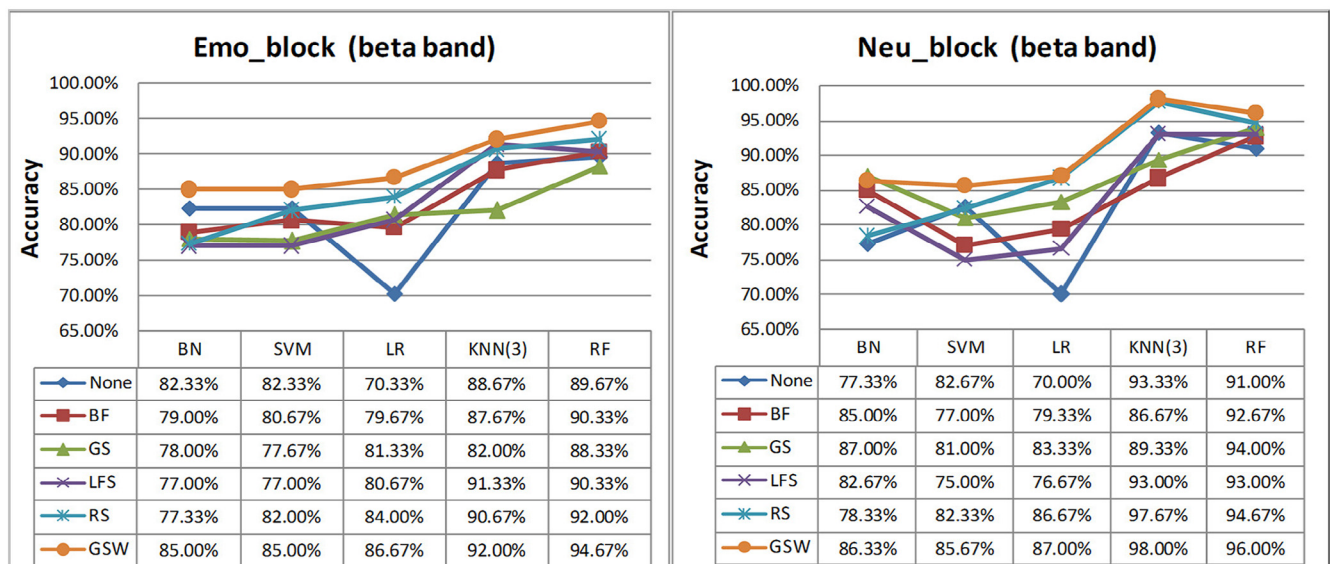 Emo_block (beta band)
100.00%
95.00%
90.00%
85.00%
80.00%
75.00%
70.00%
65.00%
Accuracy
BN SVM LR KNN(3) RF
None 82.33% 82.33% 70.33% 88.67% 89.67%
BF 79.00% 80.67% 79.67% 87.67% 90.33%
GS 78.00% 77.67% 81.33% 82.00% 88.33%
LFS 77.00% 77.00% 80.67% 91.33% 90.33%
RS 77.33% 82.00% 84.00% 90.67% 92.00%
GSW 85.00% 85.00% 86.67% 92.00% 94.67%
Neu_block (beta band)
100.00%
95.00%
90.00%
85.00%
80.00%
75.00%
70.00%
65.00%
Accuracy
BN SVM LR KNN(3) RF
None 77.33% 82.67% 70.00% 93.33% 91.00%
BF 85.00% 77.00% 79.33% 86.67% 92.67%
GS 87.00% 81.00% 83.33% 89.33% 94.00%
LFS 82.67% 75.00% 76.67% 93.00% 93.00%
RS 78.33% 82.33% 86.67% 97.67% 94.67%
GSW 86.33% 85.67% 87.00% 98.00% 96.00%